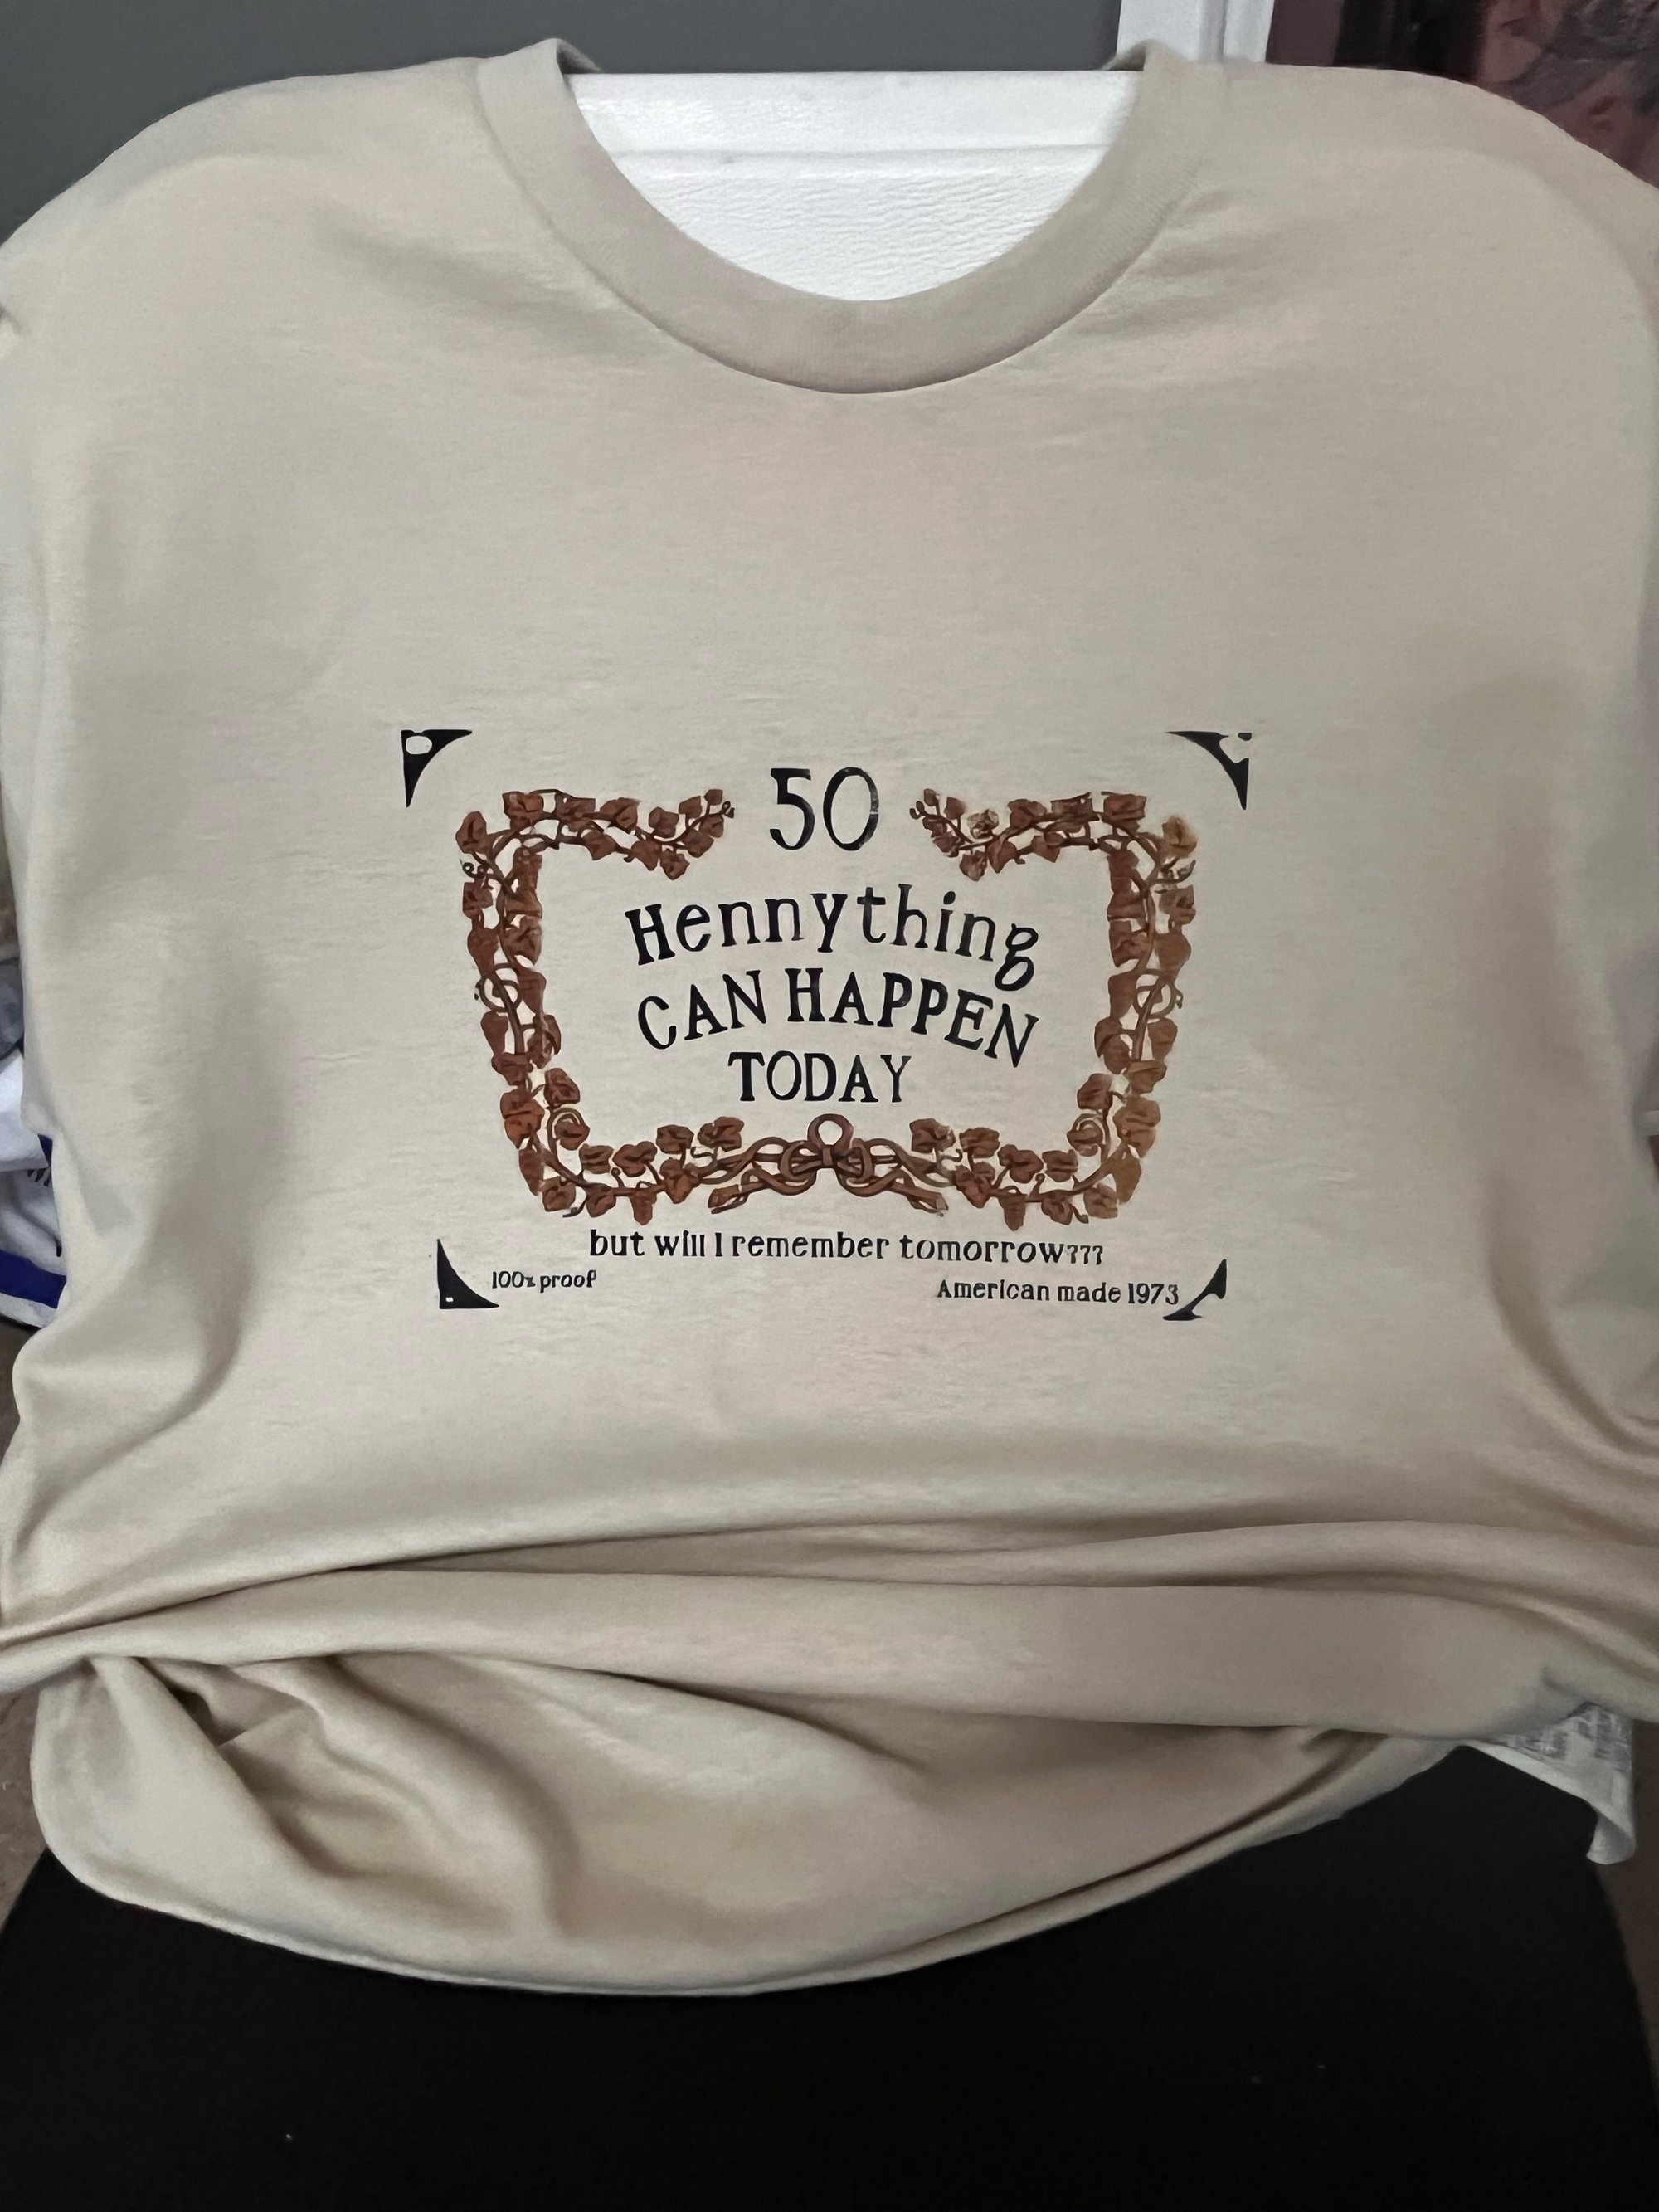 50
Hennything
CAN HAPPEN
TODAY
but will I remember tomorrow???
100% proof
American made 1973